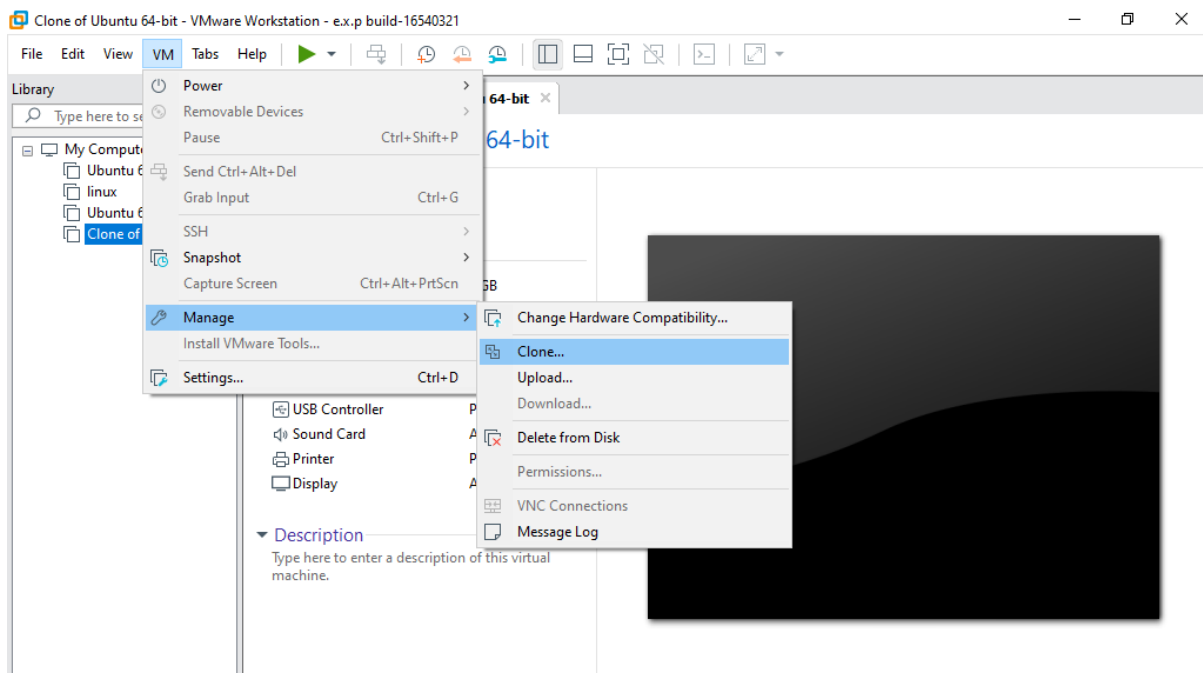 Clone of Ubuntu 64-bit - VMware Workstation - e.x.p build-16540321
File Edit View VM Tabs Help
Library
Type here to se
My Compute
Ubuntu 6
linux
Ubuntu 6
Clone of
Power
Removable Devices
Pause Ctrl+Shift+P
Send Ctrl+Alt+Del
Grab Input Ctrl+G
SSH
Snapshot
Capture Screen Ctrl+Alt+PrtScn
Manage
Install VMware Tools...
Settings... Ctrl+D
64-bit
64-bit
GB
Change Hardware Compatibility...
Clone...
Upload...
Download...
Delete from Disk
Permissions...
VNC Connections
Message Log
USB Controller P
Sound Card A
Printer P
Display A
Description
Type here to enter a description of this virtual
machine.